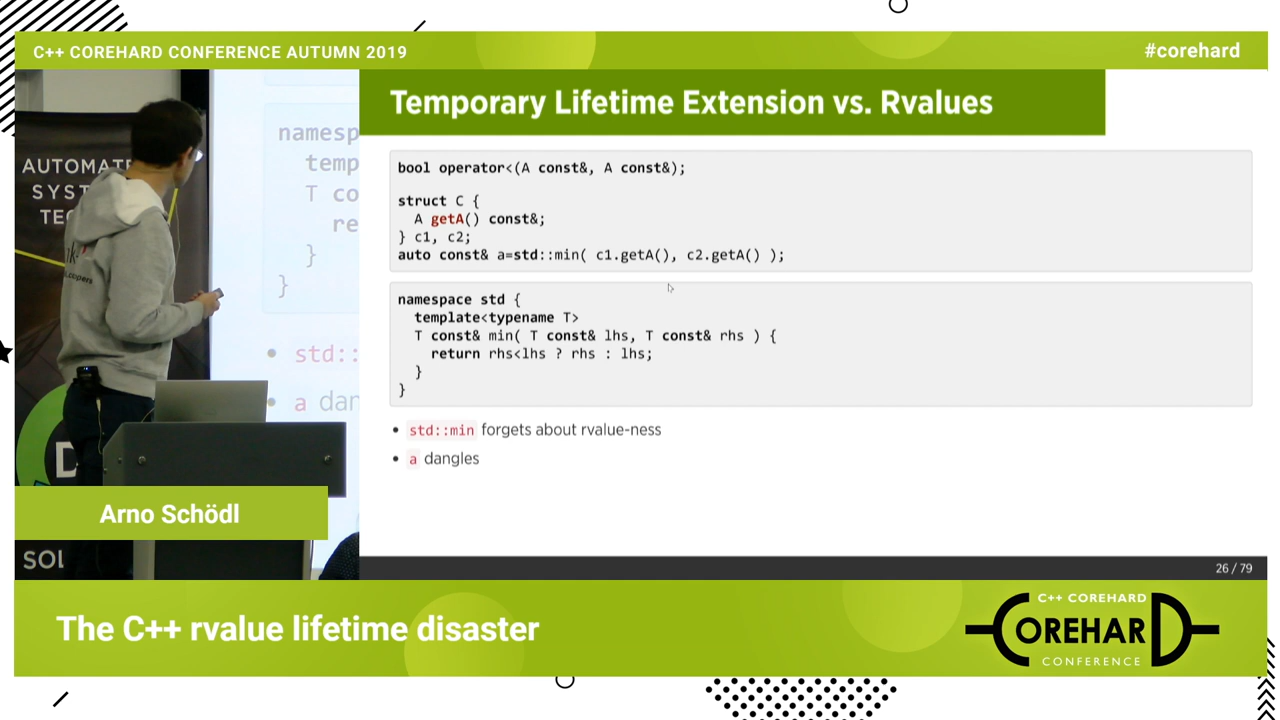 C++ COREHARD CONFERENCE AUTUMN 2019
#corehard
Temporary Lifetime Extension vs. Rvalues
bool operator<(A const&, A const&);
struct C {
  A getA() const&;
} c1, c2;
auto const& a=std::min( c1.getA(), c2.getA() );
namespace std {
  template<typename T>
  T const& min( T const& lhs, T const& rhs ) {
    return rhs<lhs ? rhs : lhs;
  }
}
• std::min forgets about rvalue-ness
• a dangles
26 / 79
namesp
temp
T co
re
}
}
• std::
• a dan
AUTOMATE
SYST
TEC
D
SOL
Arno Schödl
The C++ rvalue lifetime disaster
C++ COREHARD
COREHARD
CONFERENCE